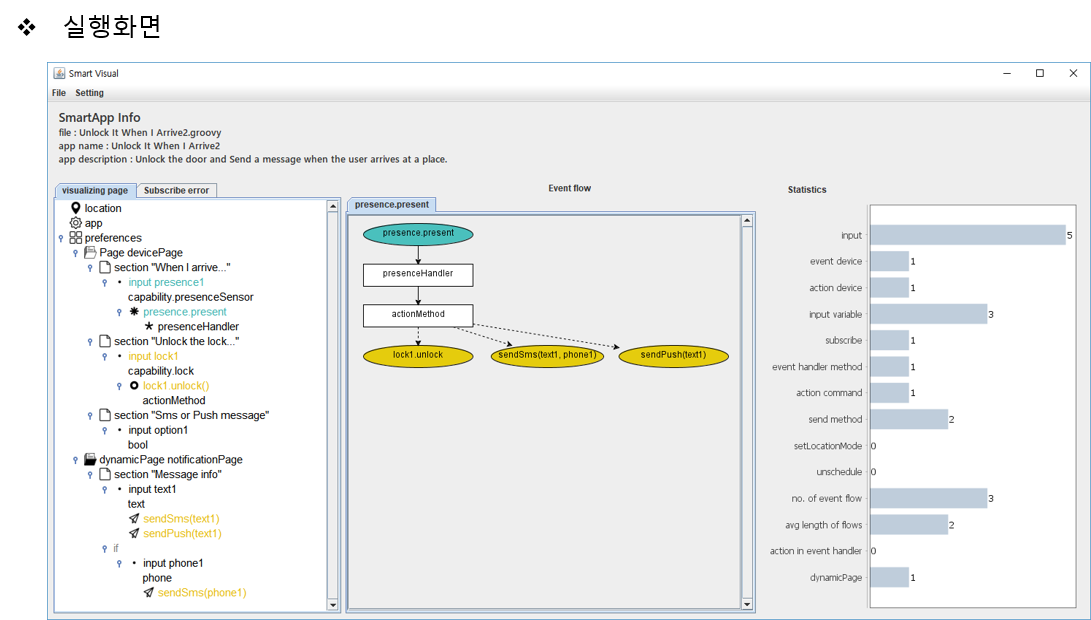 ❖ 실행화면
Smart Visual
File Setting
SmartApp Info
file : Unlock It When I Arrive2.groovy
app name : Unlock It When I Arrive2
app description : Unlock the door and Send a message when the user arrives at a place.
visualizing page Subscribe error
location
app
preferences
Page devicePage
section "When I arrive..."
input presence1
capability.presenceSensor
presence.present
presenceHandler
section "Unlock the lock..."
input lock1
capability.lock
lock1.unlock()
actionMethod
section "Sms or Push message"
input option1
bool
dynamicPage notificationPage
section "Message info"
input text1
text
sendSms(text1)
sendPush(text1)
if
input phone1
phone
sendSms(phone1)
Event flow
presence.present
presence.present
presenceHandler
actionMethod
lock1.unlock sendSms(text1, phone1) sendPush(text1)
Statistics
input 5
event device 1
action device 1
input variable 3
subscribe 1
event handler method 1
action command 1
send method 2
setLocationMode 0
unschedule 0
no. of event flow 3
avg length of flows 2
action in event handler 0
dynamicPage 1